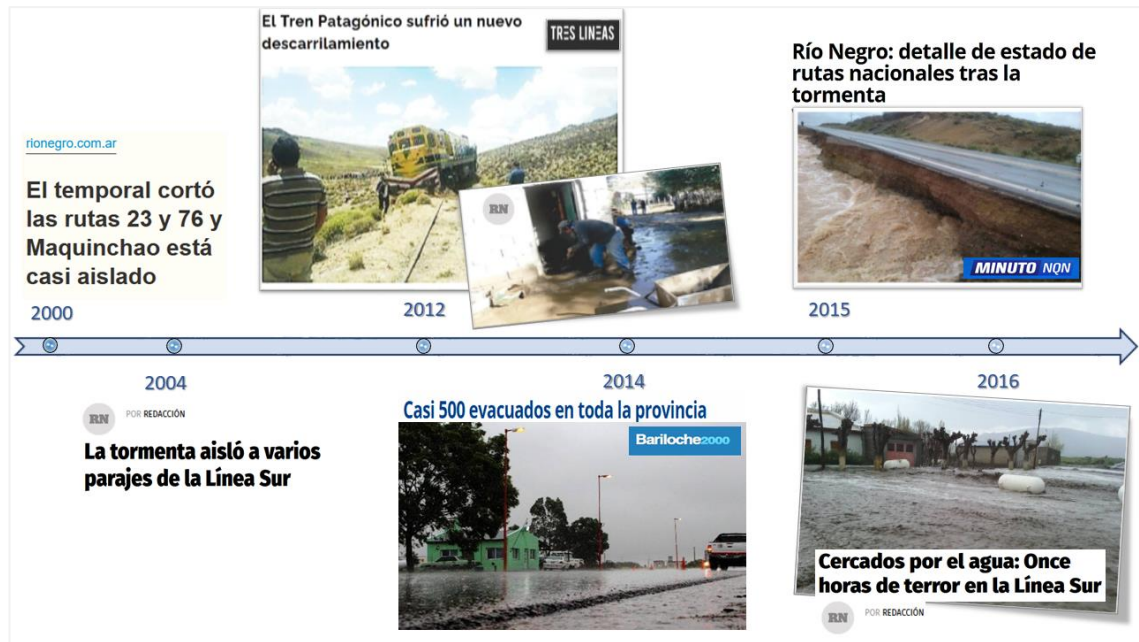 El Tren Patagónico sufrió un nuevo
descarrilamiento
TRES LINEAS
Río Negro: detalle de estado de
rutas nacionales tras la
tormenta
MINUTO NQN
rionegro.com.ar
El temporal cortó
las rutas 23 y 76 y
Maquinchao está
casi aislado
RN
2000
2012
2015
2004
2014
2016
RN
POR REDACCIÓN
La tormenta aisló a varios
parajes de la Línea Sur
Casi 500 evacuados en toda la provincia
Bariloche2000
Cercados por el agua: Once
horas de terror en la Línea Sur
RN
POR REDACCIÓN